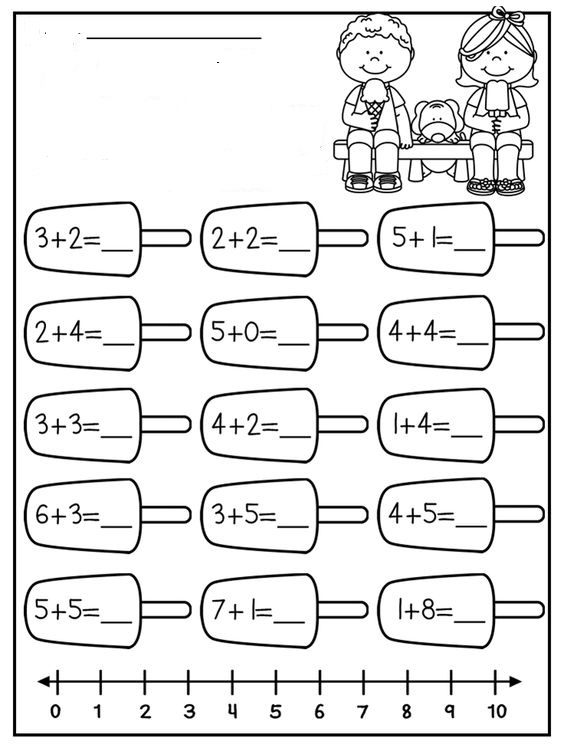 3+2=__ 2+2=__ 5+1=__
2+4=__ 5+0=__ 4+4=__
3+3=__ 4+2=__ 1+4=__
6+3=__ 3+5=__ 4+5=__
5+5=__ 7+1=__ 1+8=__
0 1 2 3 4 5 6 7 8 9 10